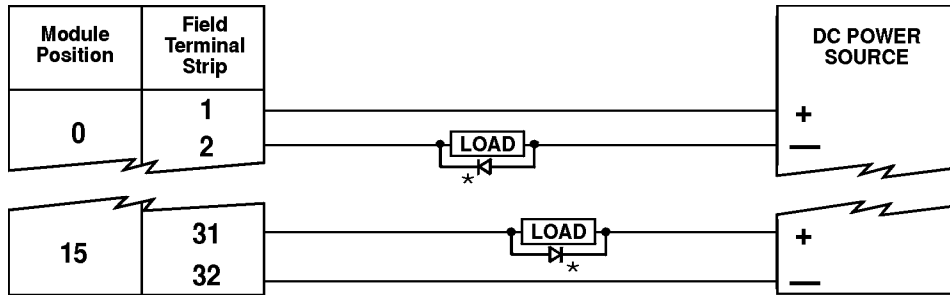 Module Position
Field Terminal Strip
DC POWER SOURCE
0
1
2
LOAD
*
+
—
15
31
32
LOAD
*
+
—